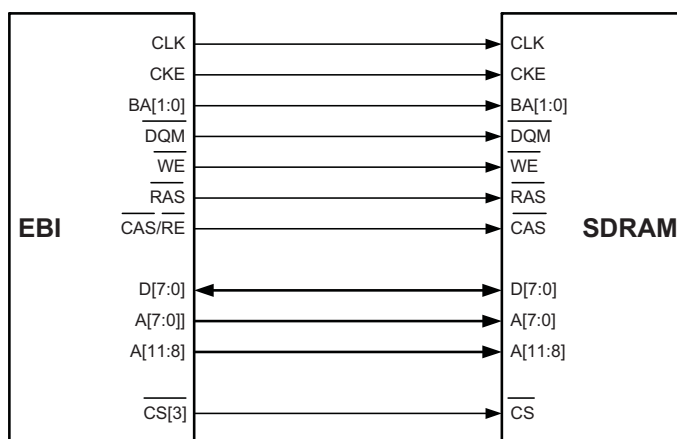 CLK CLK
CKE CKE
BA[1:0] BA[1:0]
DQM DQM
WE WE
RAS RAS
EBI CAS/RE CAS SDRAM
D[7:0] D[7:0]
A[7:0]] A[7:0]
A[11:8] A[11:8]
CS[3] CS